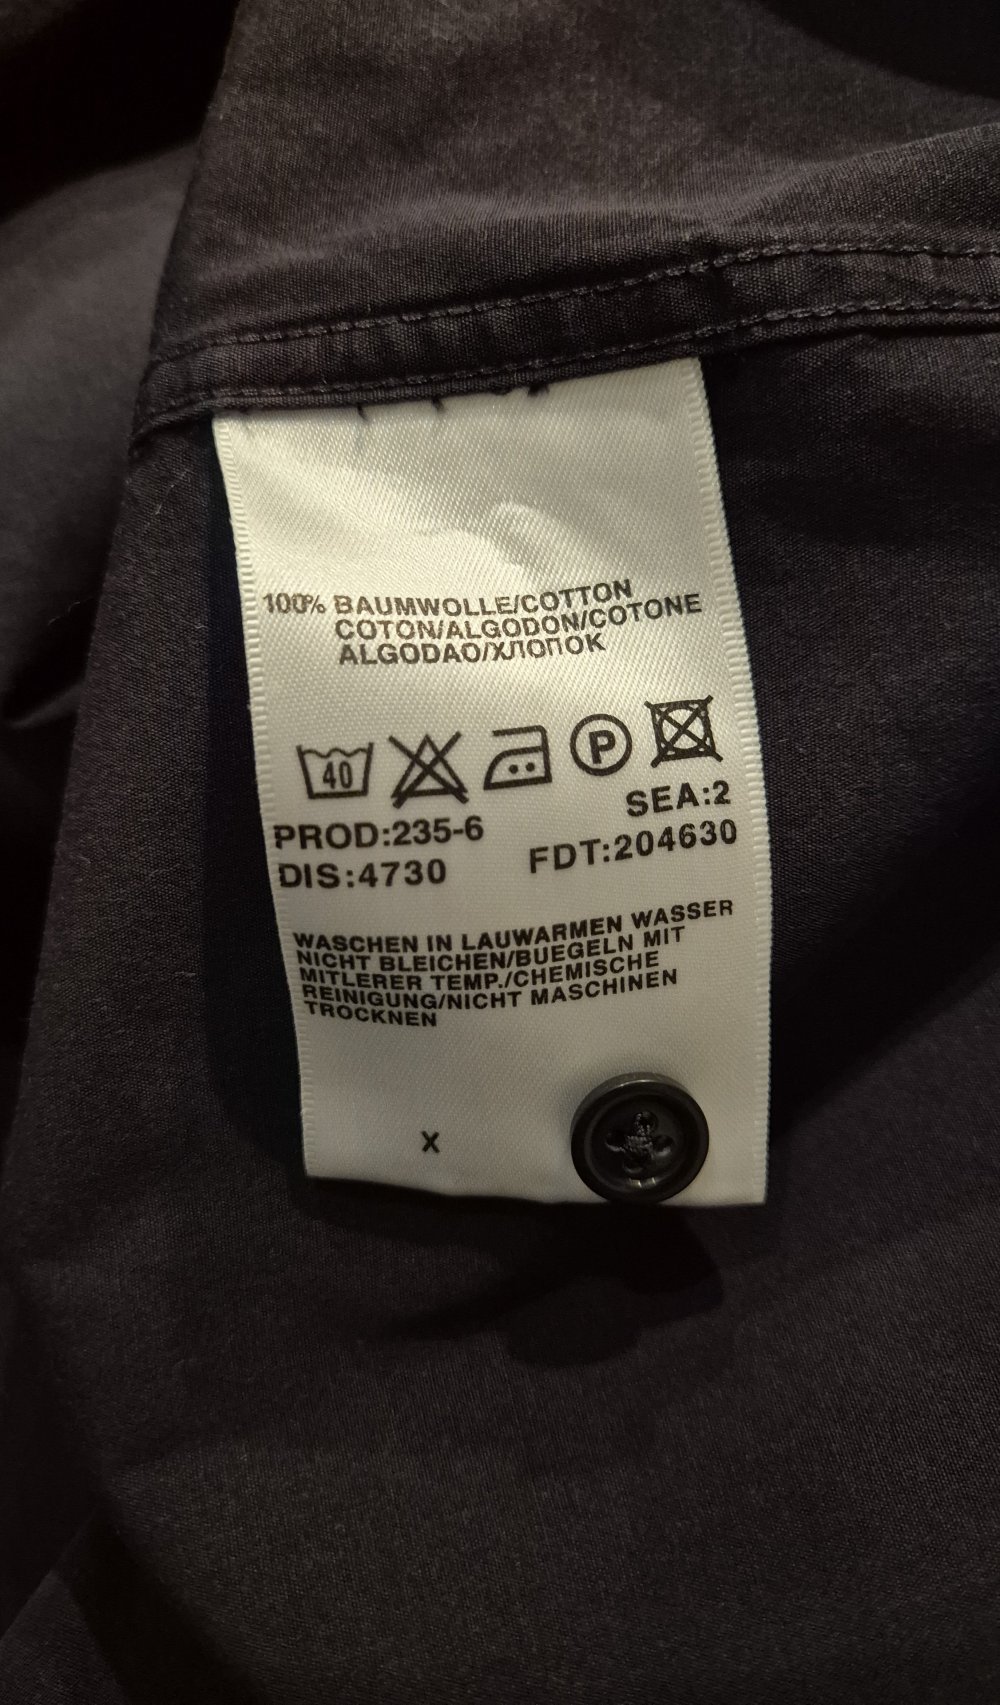 100% BAUMWOLLE/COTTON
COTON/ALGODON/COTONE
ALGODAO/ХЛОПОК
40 P
SEA:2
PROD:235-6
FDT:204630
DIS:4730
WASCHEN IN LAUWARMEN WASSER
NICHT BLEICHEN/BUEGELN MIT
MITLERER TEMP./CHEMISCHE
REINIGUNG/NICHT MASCHINEN
TROCKNEN
X